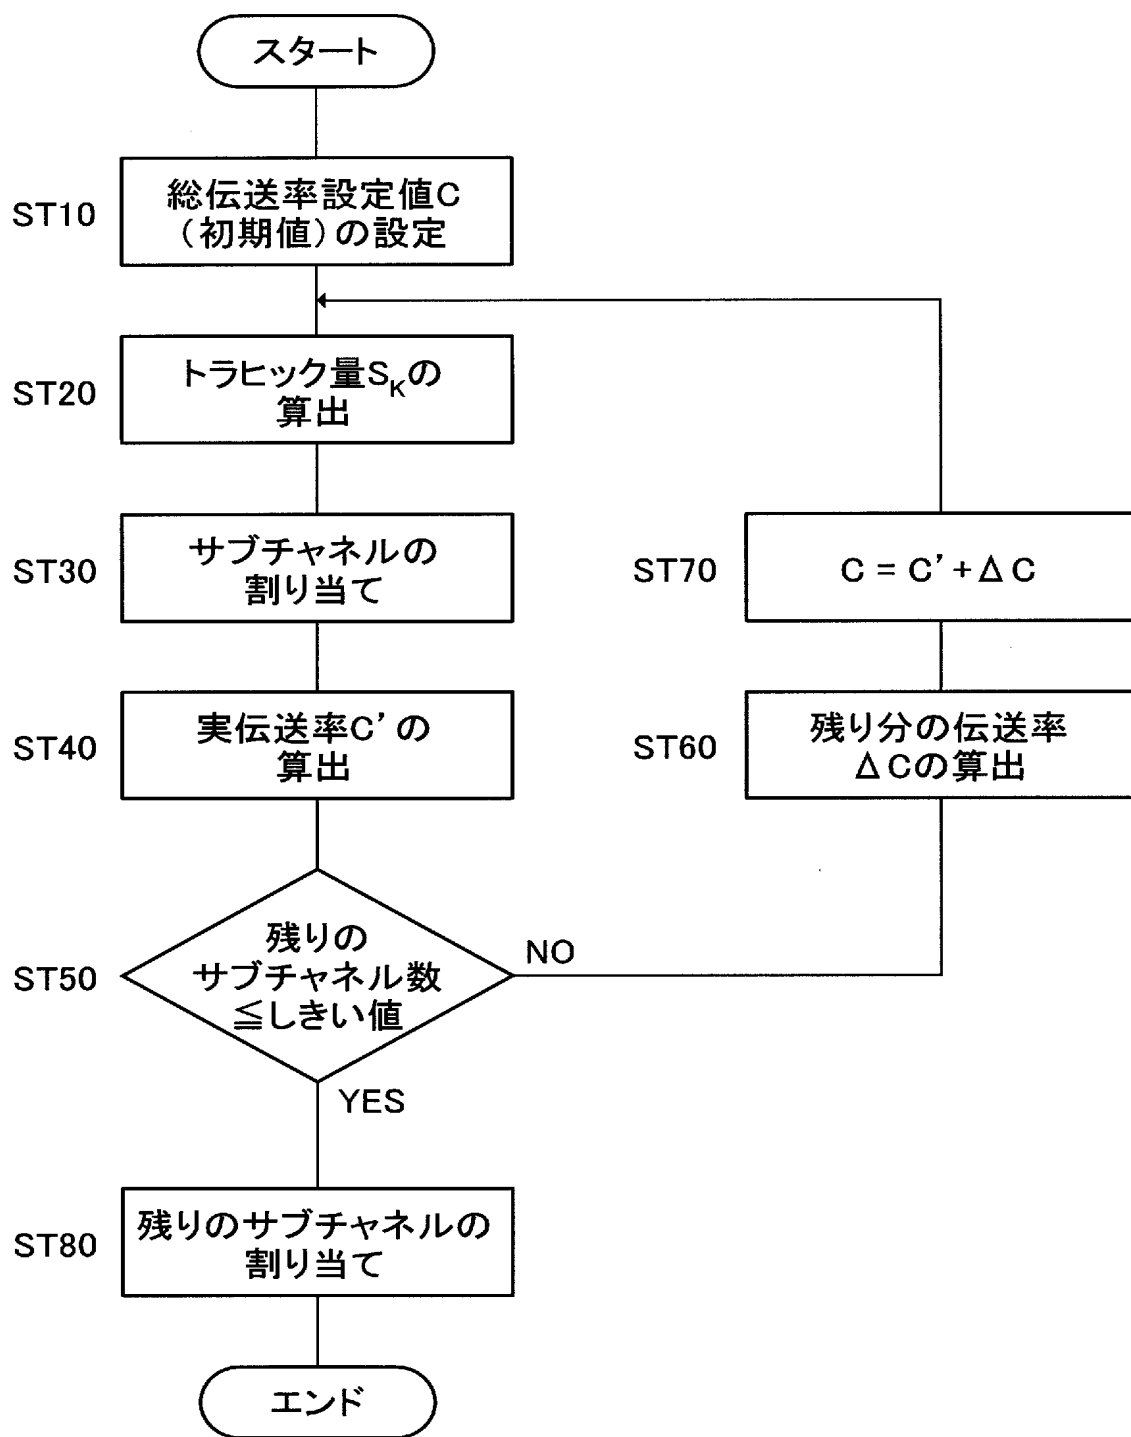 スタート
ST10
総伝送率設定値C
（初期値）の設定
ST20
トラヒック量SKの
算出
ST30
サブチャネルの
割り当て
ST70
C = C’+ΔC
ST40
実伝送率C’の
算出
ST60
残り分の伝送率
ΔCの算出
ST50
残りの
サブチャネル数
≦しきい値
NO
YES
ST80
残りのサブチャネルの
割り当て
エンド